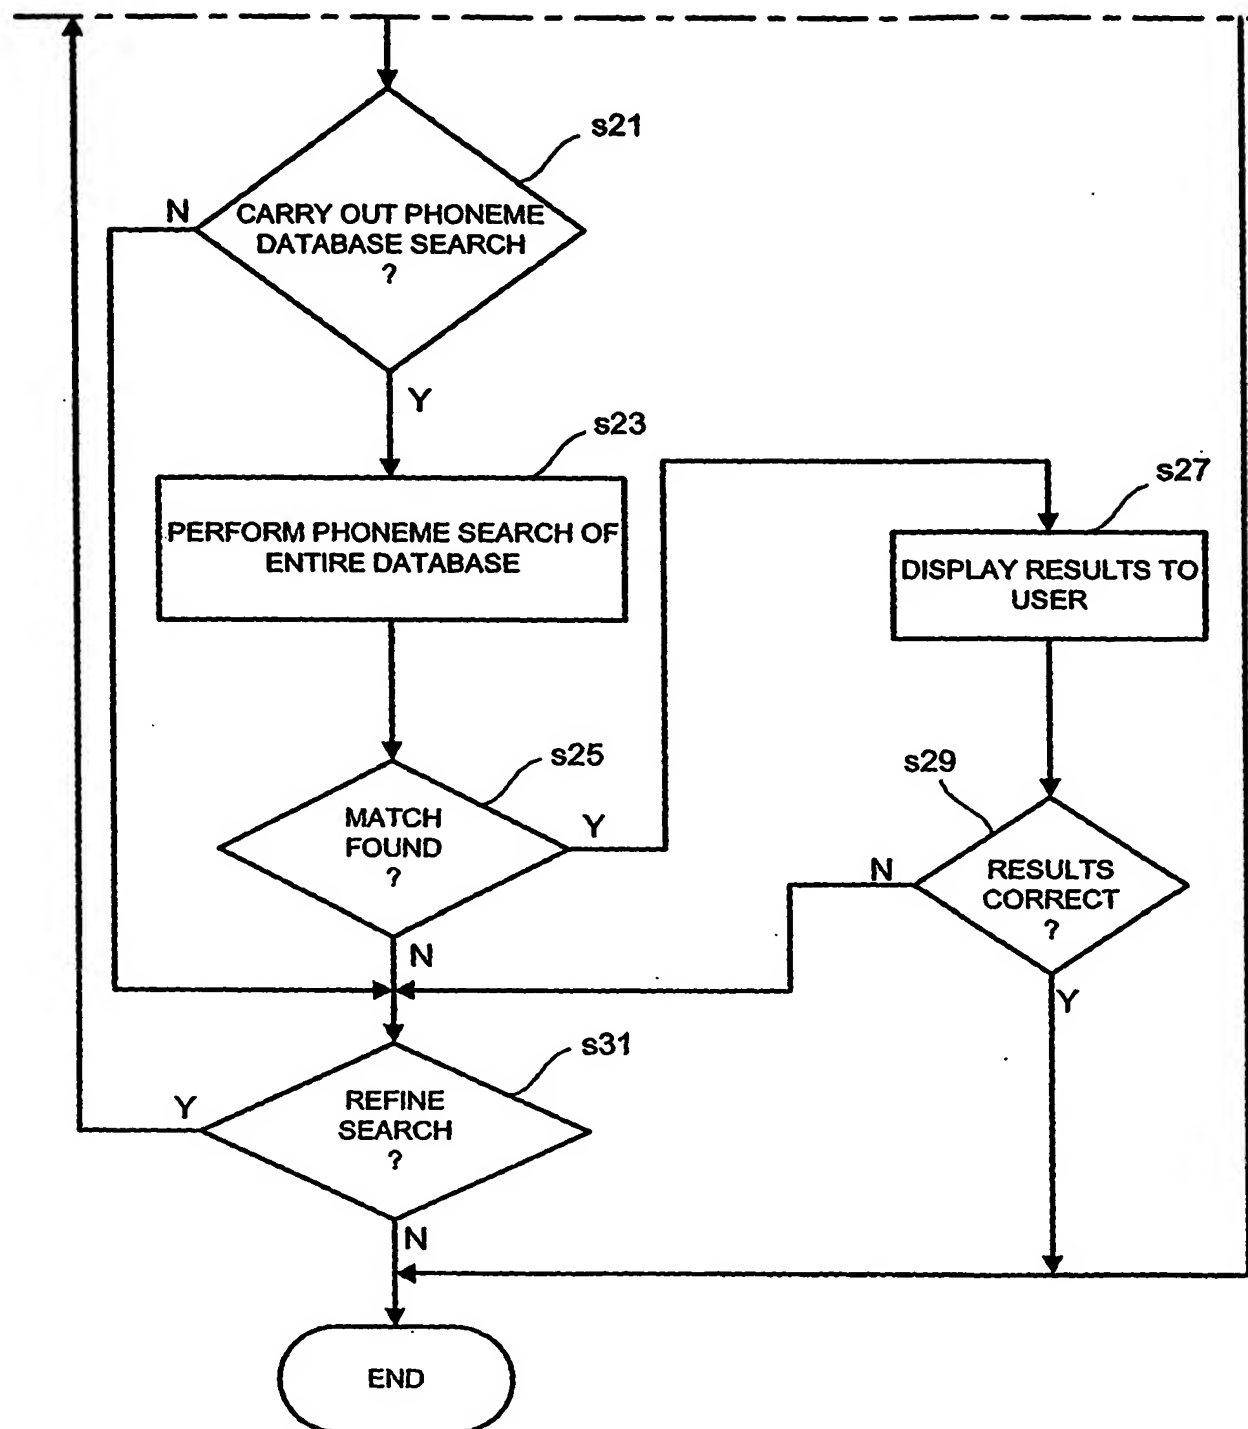 s21
N
CARRY OUT PHONEME
DATABASE SEARCH
?
Y
s23
PERFORM PHONEME SEARCH OF
ENTIRE DATABASE
s27
DISPLAY RESULTS TO
USER
s25
MATCH
FOUND
?
Y
N
s29
N
RESULTS
CORRECT
?
Y
s31
Y
REFINE
SEARCH
?
N
END